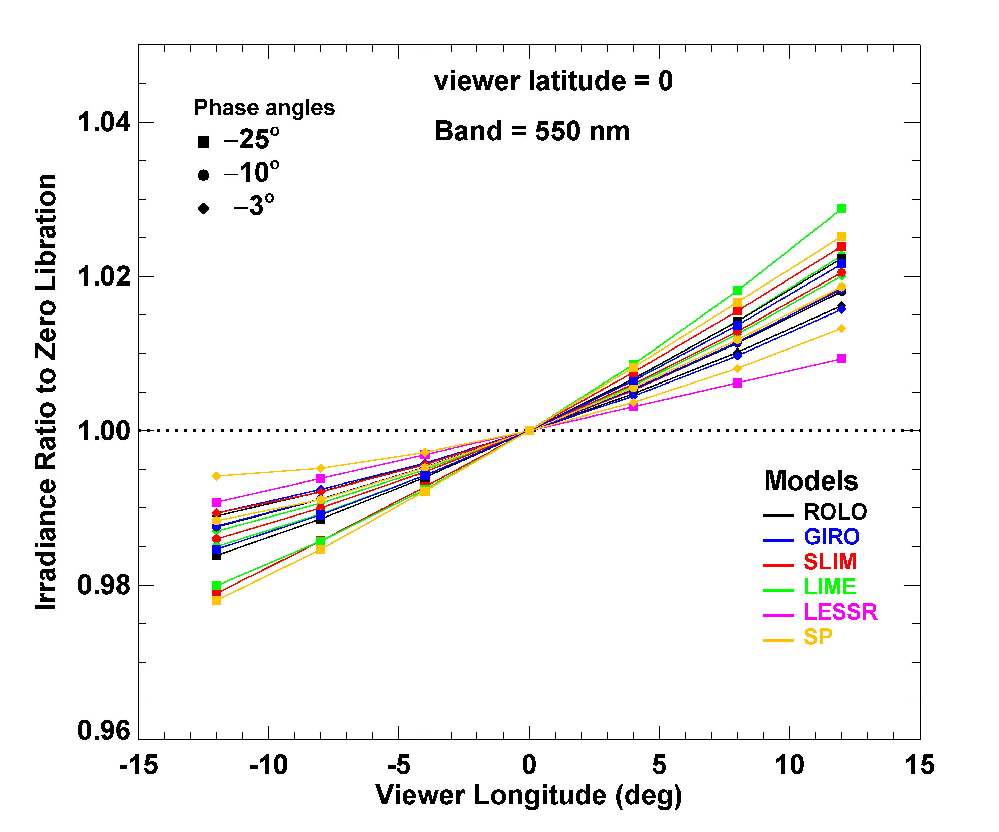 viewer latitude = 0
Band = 550 nm
Phase angles
−25°
−10°
−3°
Irradiance Ratio to Zero Libration
1.04
1.02
1.00
0.98
0.96
Models
ROLO
GIRO
SLIM
LIME
LESSR
SP
-15 -10 -5 0 5 10 15
Viewer Longitude (deg)